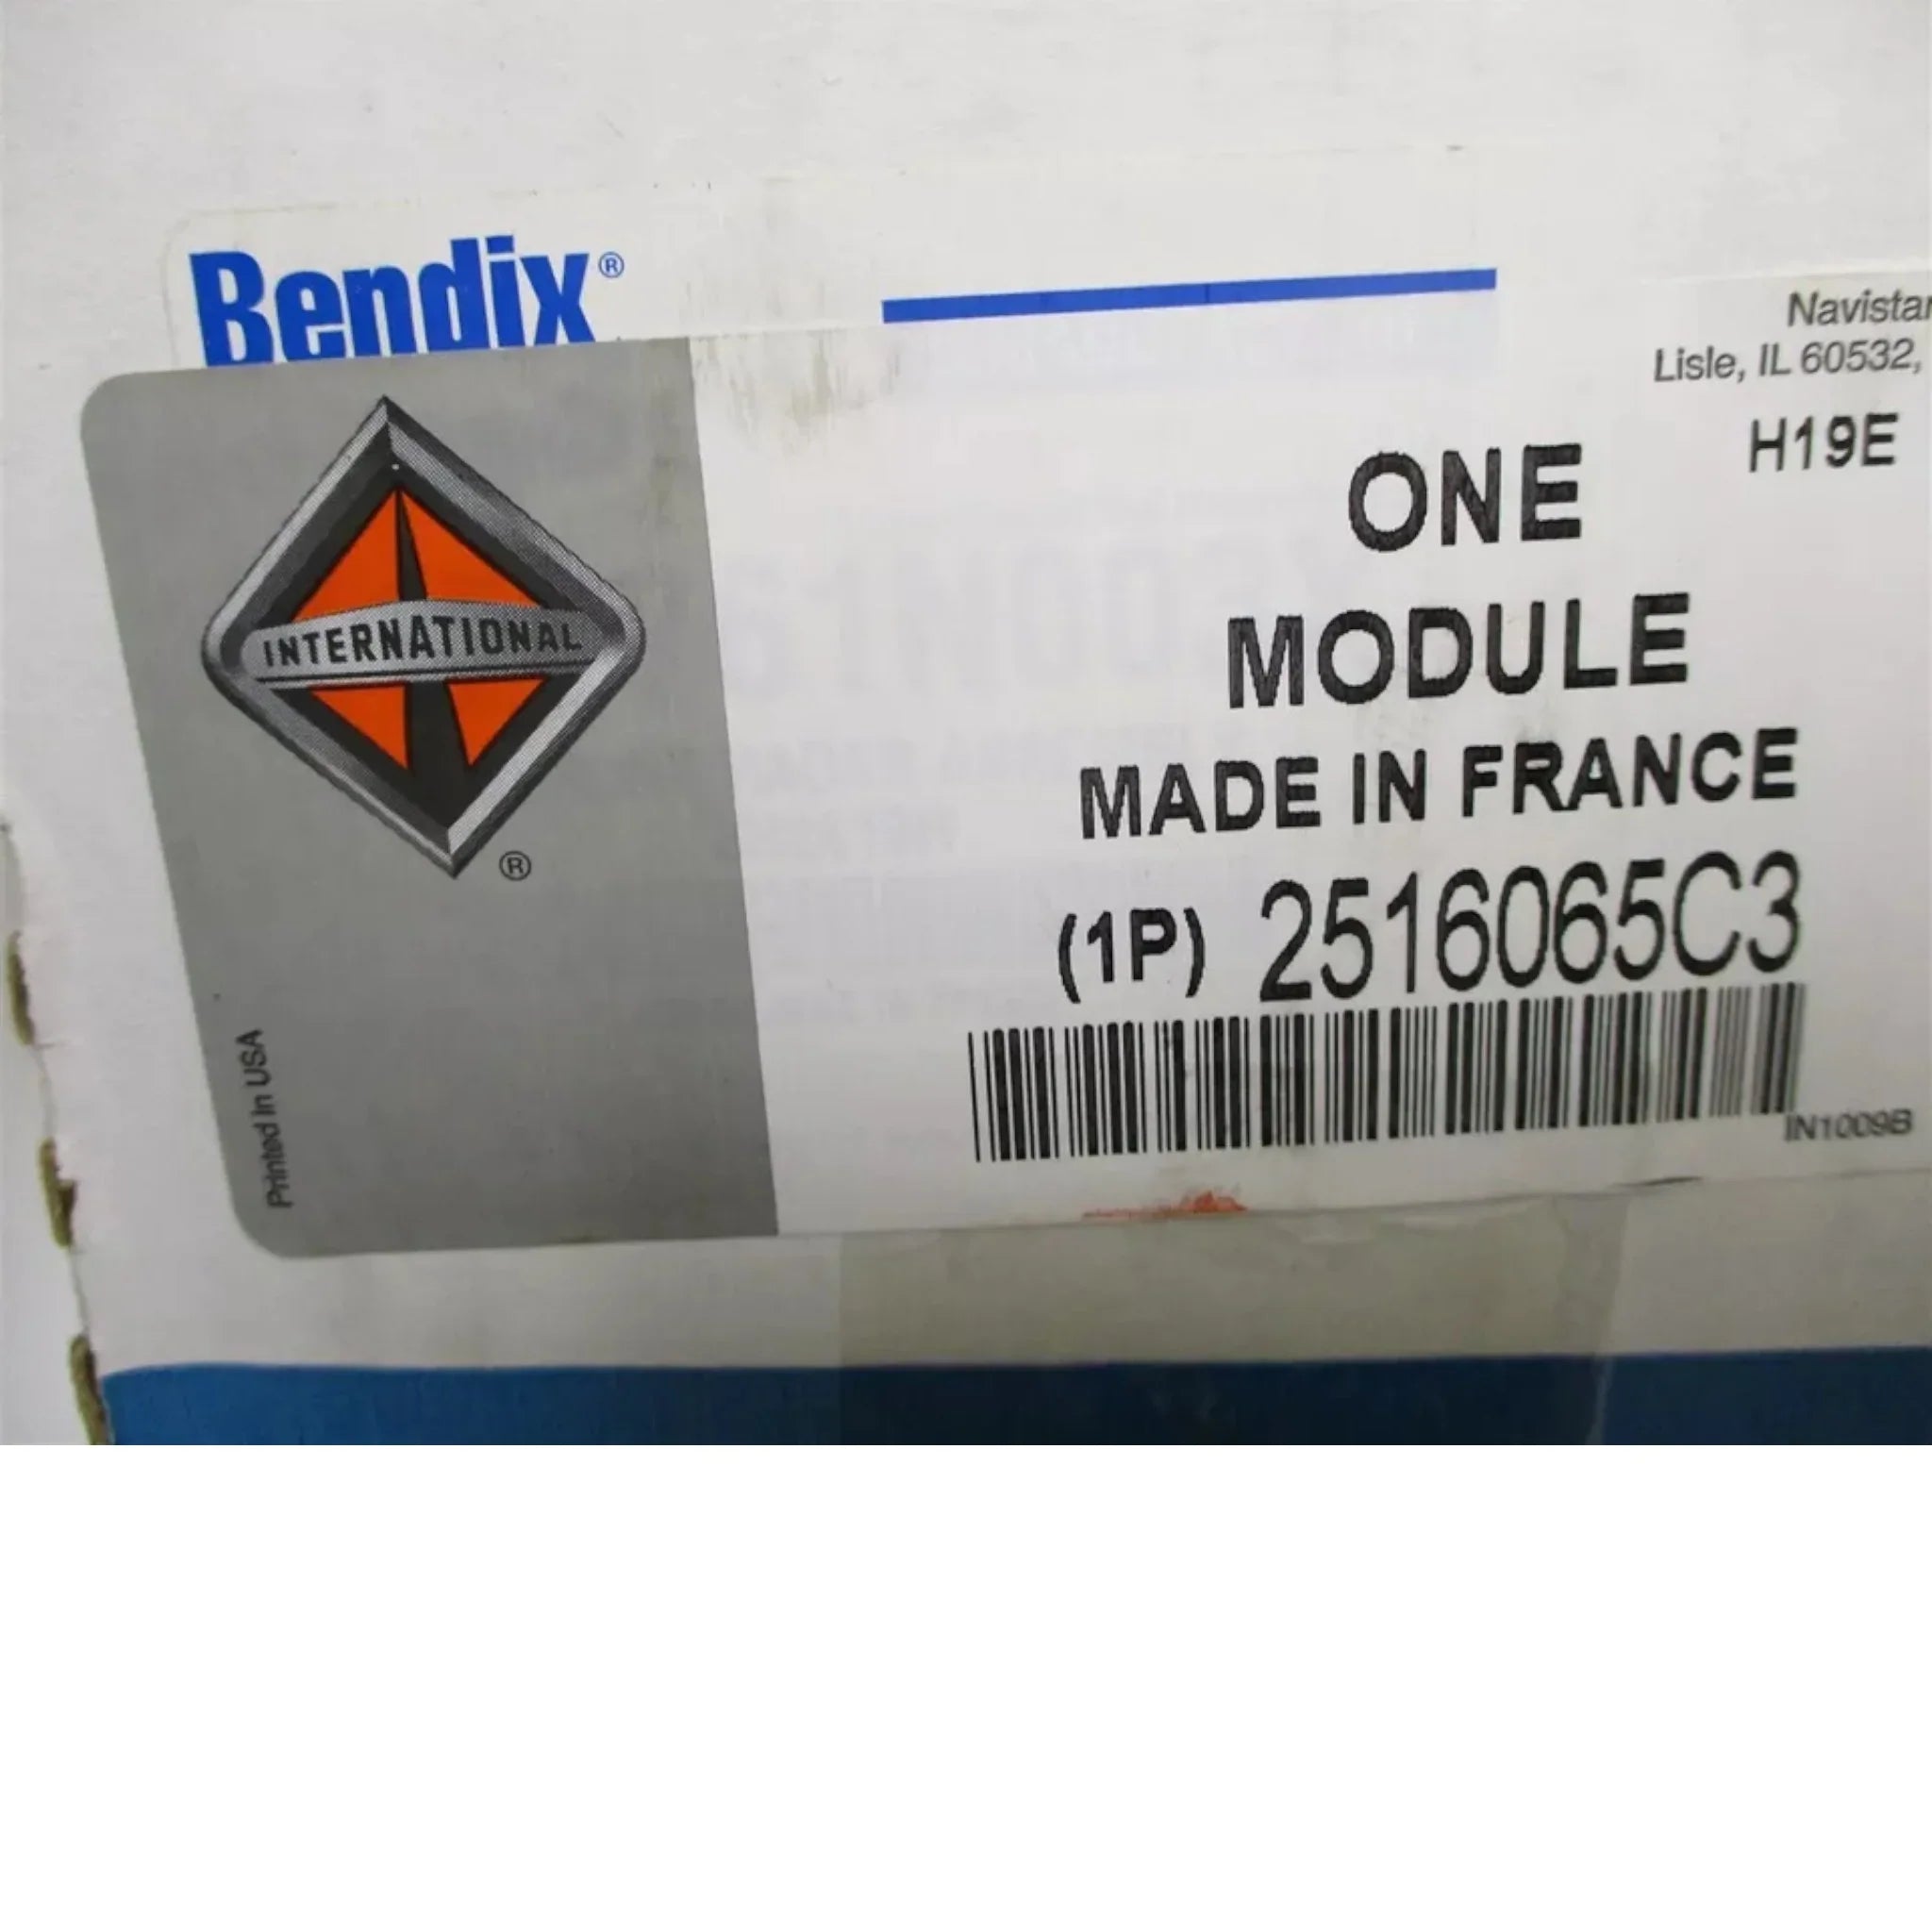 Bendix®
Navistar
Lisle, IL 60532,
H19E
INTERNATIONAL
®
ONE
MODULE
MADE IN FRANCE
(1P) 2516065C3
IN1009B
Printed in USA